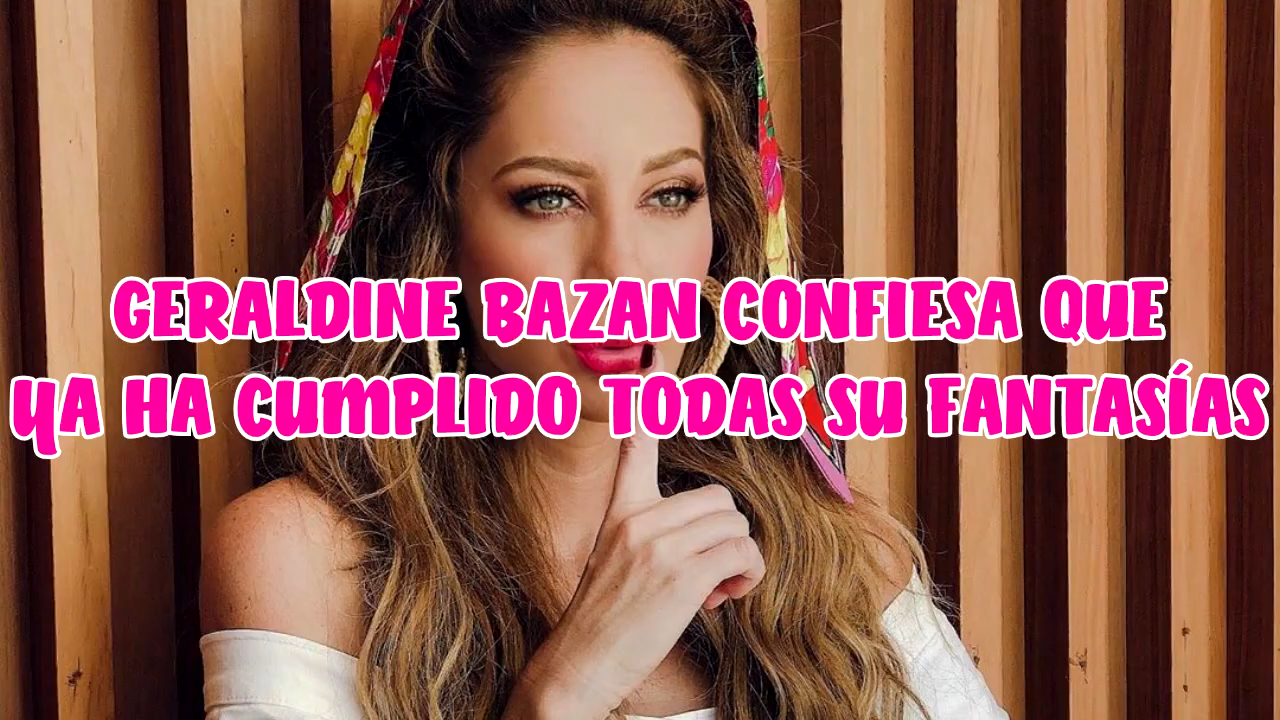 GERALDINE BAZAN CONFIESA QUE
YA HA CUMPLIDO TODAS SU FANTASÍAS